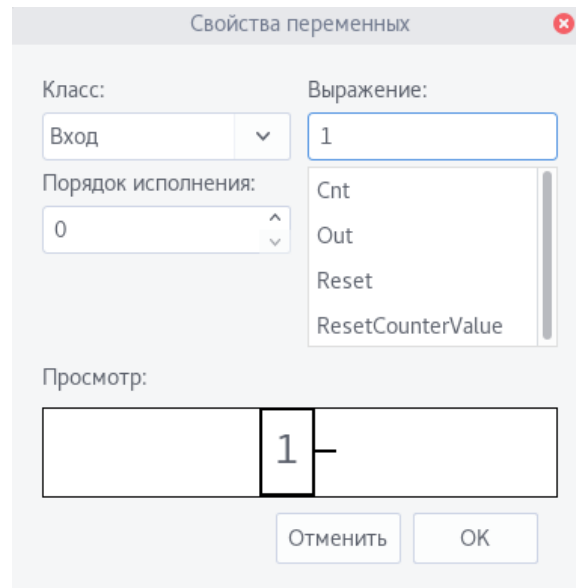 Свойства переменных
Класс:
Выражение:
Вход
1
Порядок исполнения:
0
Cnt
Out
Reset
ResetCounterValue
Просмотр:
1
Отменить
OK